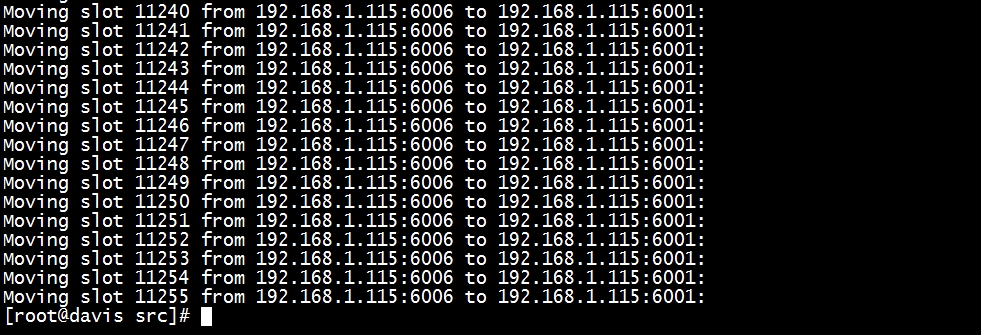 Moving slot 11240 from 192.168.1.115:6006 to 192.168.1.115:6001:
Moving slot 11241 from 192.168.1.115:6006 to 192.168.1.115:6001:
Moving slot 11242 from 192.168.1.115:6006 to 192.168.1.115:6001:
Moving slot 11243 from 192.168.1.115:6006 to 192.168.1.115:6001:
Moving slot 11244 from 192.168.1.115:6006 to 192.168.1.115:6001:
Moving slot 11245 from 192.168.1.115:6006 to 192.168.1.115:6001:
Moving slot 11246 from 192.168.1.115:6006 to 192.168.1.115:6001:
Moving slot 11247 from 192.168.1.115:6006 to 192.168.1.115:6001:
Moving slot 11248 from 192.168.1.115:6006 to 192.168.1.115:6001:
Moving slot 11249 from 192.168.1.115:6006 to 192.168.1.115:6001:
Moving slot 11250 from 192.168.1.115:6006 to 192.168.1.115:6001:
Moving slot 11251 from 192.168.1.115:6006 to 192.168.1.115:6001:
Moving slot 11252 from 192.168.1.115:6006 to 192.168.1.115:6001:
Moving slot 11253 from 192.168.1.115:6006 to 192.168.1.115:6001:
Moving slot 11254 from 192.168.1.115:6006 to 192.168.1.115:6001:
Moving slot 11255 from 192.168.1.115:6006 to 192.168.1.115:6001:
[root@davis src]#